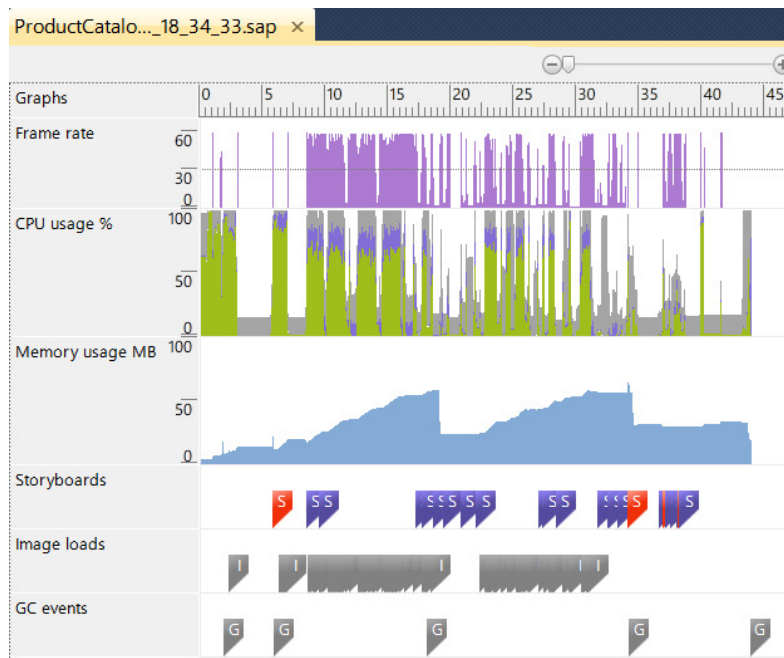 ProductCatalo..._18_34_33.sap ×
Graphs 0 5 10 15 20 25 30 35 40 45
Frame rate 60
30
0
CPU usage % 100
50
0
Memory usage MB 100
50
0
Storyboards
S S S S S S S S S S S S S
Image loads
I I I I I
GC events
G G G G G